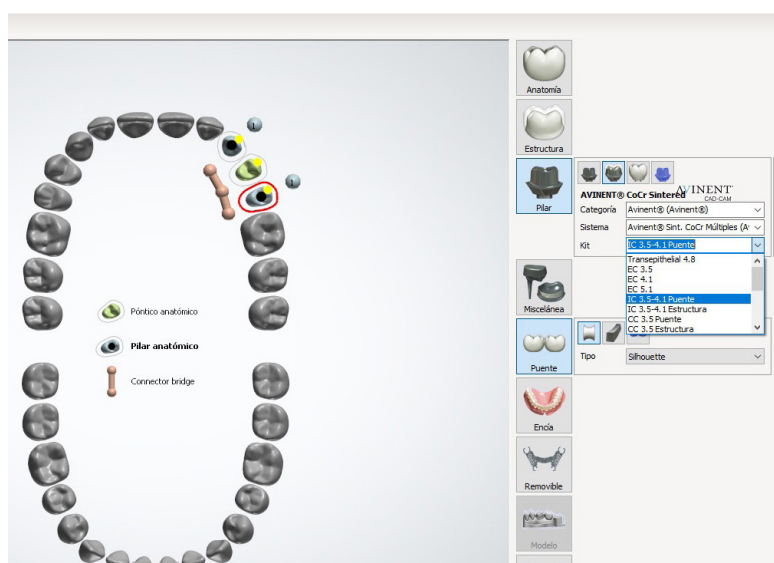 1
1
Póntico anatómico
Pilar anatómico
Connector bridge
Anatomía
Estructura
Pilar
Miscelánea
Puente
Encía
Removible
Modelo
AVINENT
CAD-CAM
AVINENT® CoCr Sintered
Categoría Avinent® (Avinent®)
Sistema Avinent® Sint. CoCr Múltiples (A
Kit IC 3.5-4.1 Puente
Transepithelial 4.8
EC 3.5
EC 4.1
EC 5.1
IC 3.5-4.1 Puente
IC 3.5-4.1 Estructura
CC 3.5 Puente
CC 3.5 Estructura
Tipo Silhouette